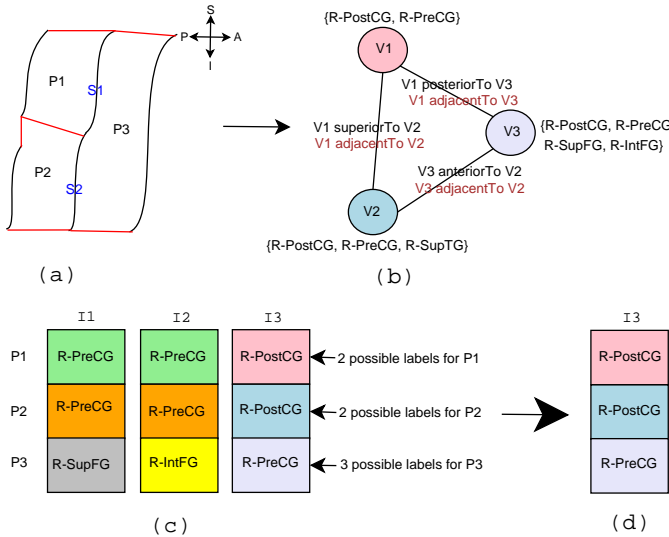 S
P A
I
P1
S1
P3
P2
S2
(a)
{R-PostCG, R-PreCG}
V1
V1 posteriorTo V3
V1 adjacentTo V3
V1 superiorTo V2
V1 adjacentTo V2
V3
{R-PostCG, R-PreCG
R-SupFG, R-IntFG}
V3 anteriorTo V2
V3 adjacentTo V2
V2
{R-PostCG, R-PreCG, R-SupTG}
(b)
I1 I2 I3
P1 R-PreCG R-PreCG R-PostCG 2 possible labels for P1
P2 R-PreCG R-PreCG R-PostCG 2 possible labels for P2
P3 R-SupFG R-IntFG R-PreCG 3 possible labels for P3
(c)
I3
R-PostCG
R-PostCG
R-PreCG
(d)